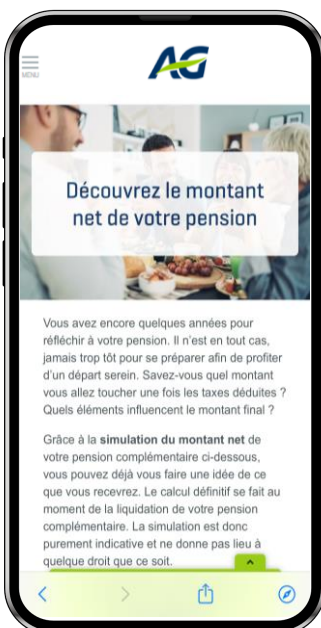 MENU
AG
Découvrez le montant
net de votre pension
Vous avez encore quelques années pour
réfléchir à votre pension. Il n'est en tout cas,
jamais trop tôt pour se préparer afin de profiter
d'un départ serein. Savez-vous quel montant
vous allez toucher une fois les taxes déduites ?
Quels éléments influencent le montant final ?
Grâce à la simulation du montant net de
votre pension complémentaire ci-dessous,
vous pouvez déjà vous faire une idée de ce
que vous recevrez. Le calcul définitif se fait au
moment de la liquidation de votre pension
complémentaire. La simulation est donc
purement indicative et ne donne pas lieu à
quelque droit que ce soit.